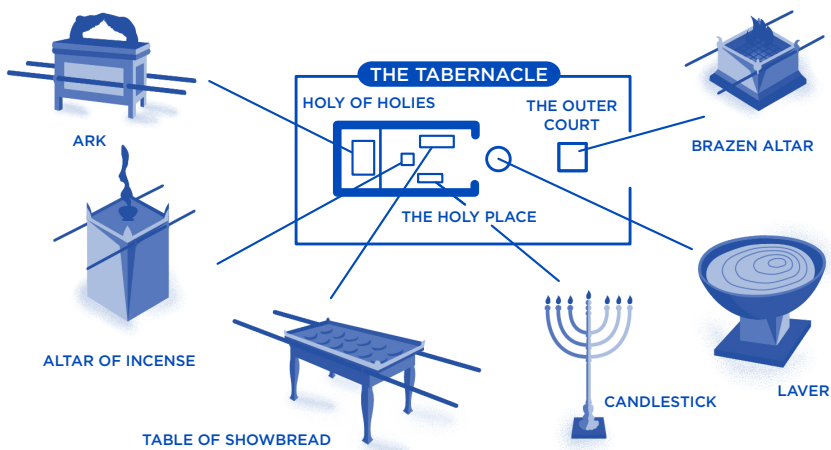 THE TABERNACLE
HOLY OF HOLIES
THE OUTER
COURT
ARK
BRAZEN ALTAR
THE HOLY PLACE
ALTAR OF INCENSE
LAVER
CANDLESTICK
TABLE OF SHOWBREAD